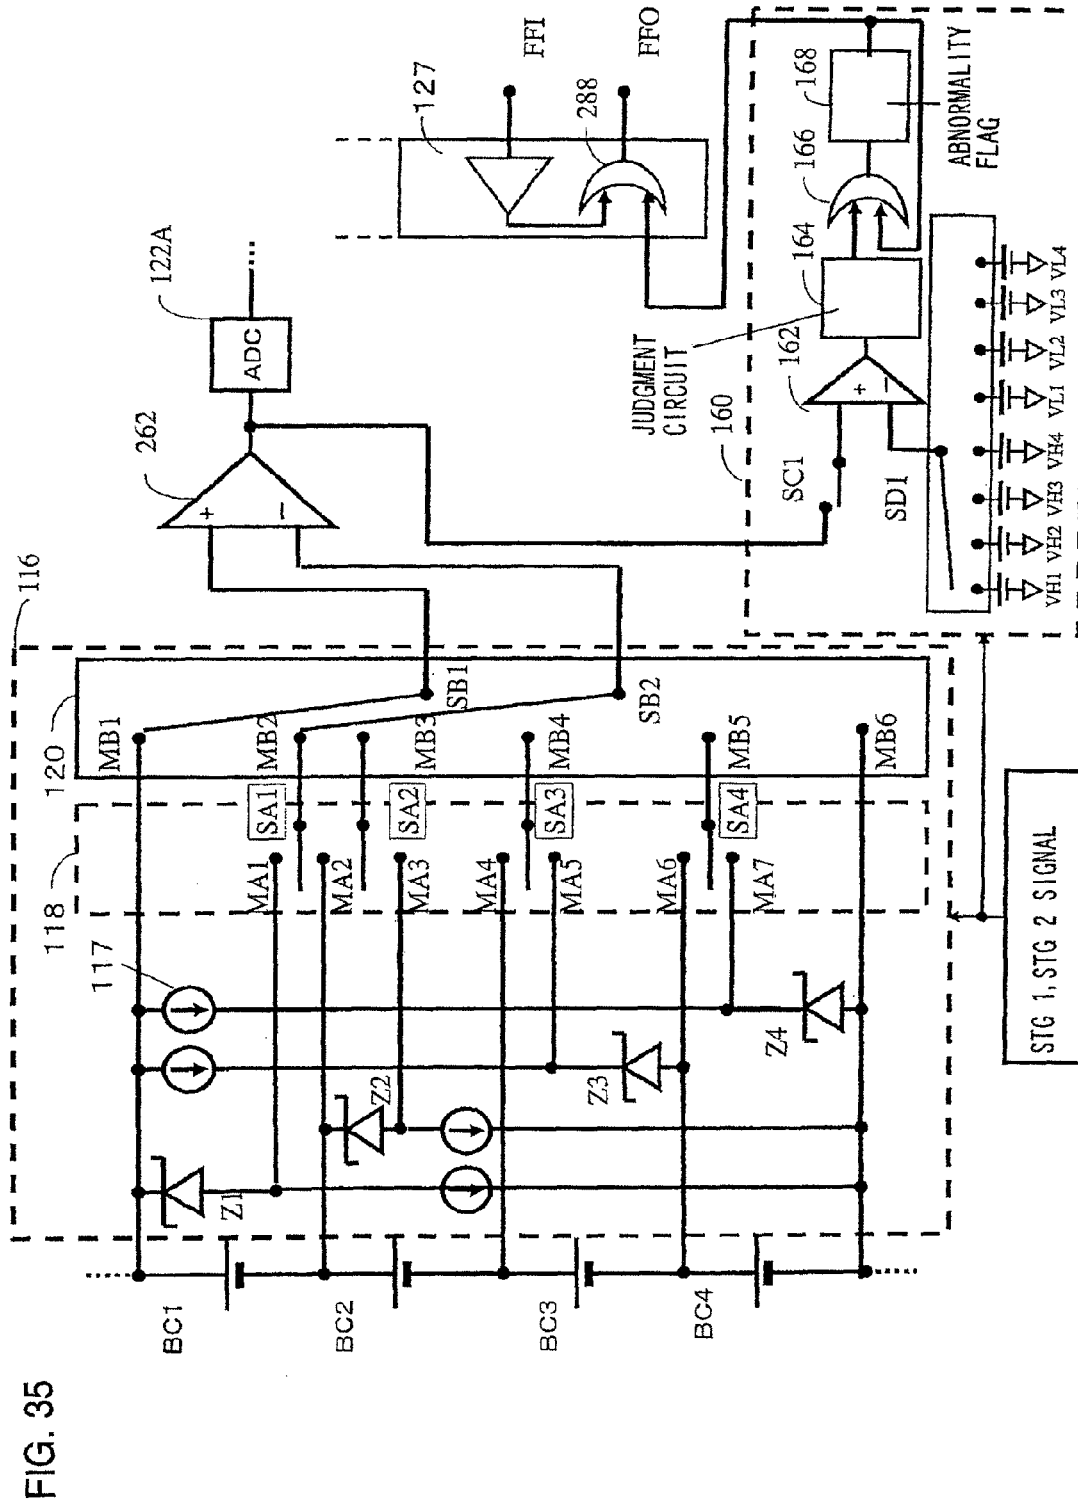 FIG. 35
BC1
BC2
BC3
BC4
116
117
118
120
Z1
Z2
Z3
Z4
MA1
MA2
MA3
MA4
MA5
MA6
MA7
SA1
SA2
SA3
SA4
MB1
MB2
MB3
MB4
MB5
MB6
SB1
SB2
262
+
−
ADC
122A
...
127
FFI
288
FFO
STG 1, STG 2 SIGNAL
160
SC1
SD1
162
+
−
JUDGMENT
CIRCUIT
164
166
168
ABNORMALITY
FLAG
VH1
VH2
VH3
VH4
VL1
VL2
VL3
VL4